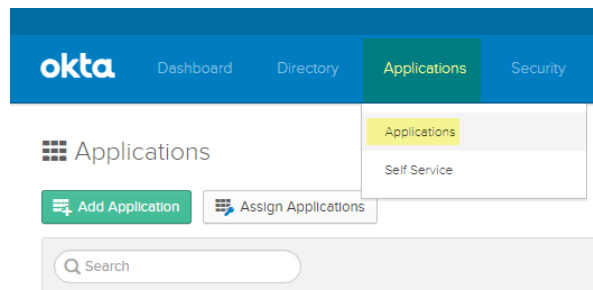 okta Dashboard Directory Applications Security
Applications
Self Service
Applications
Add Application Assign Applications
Search